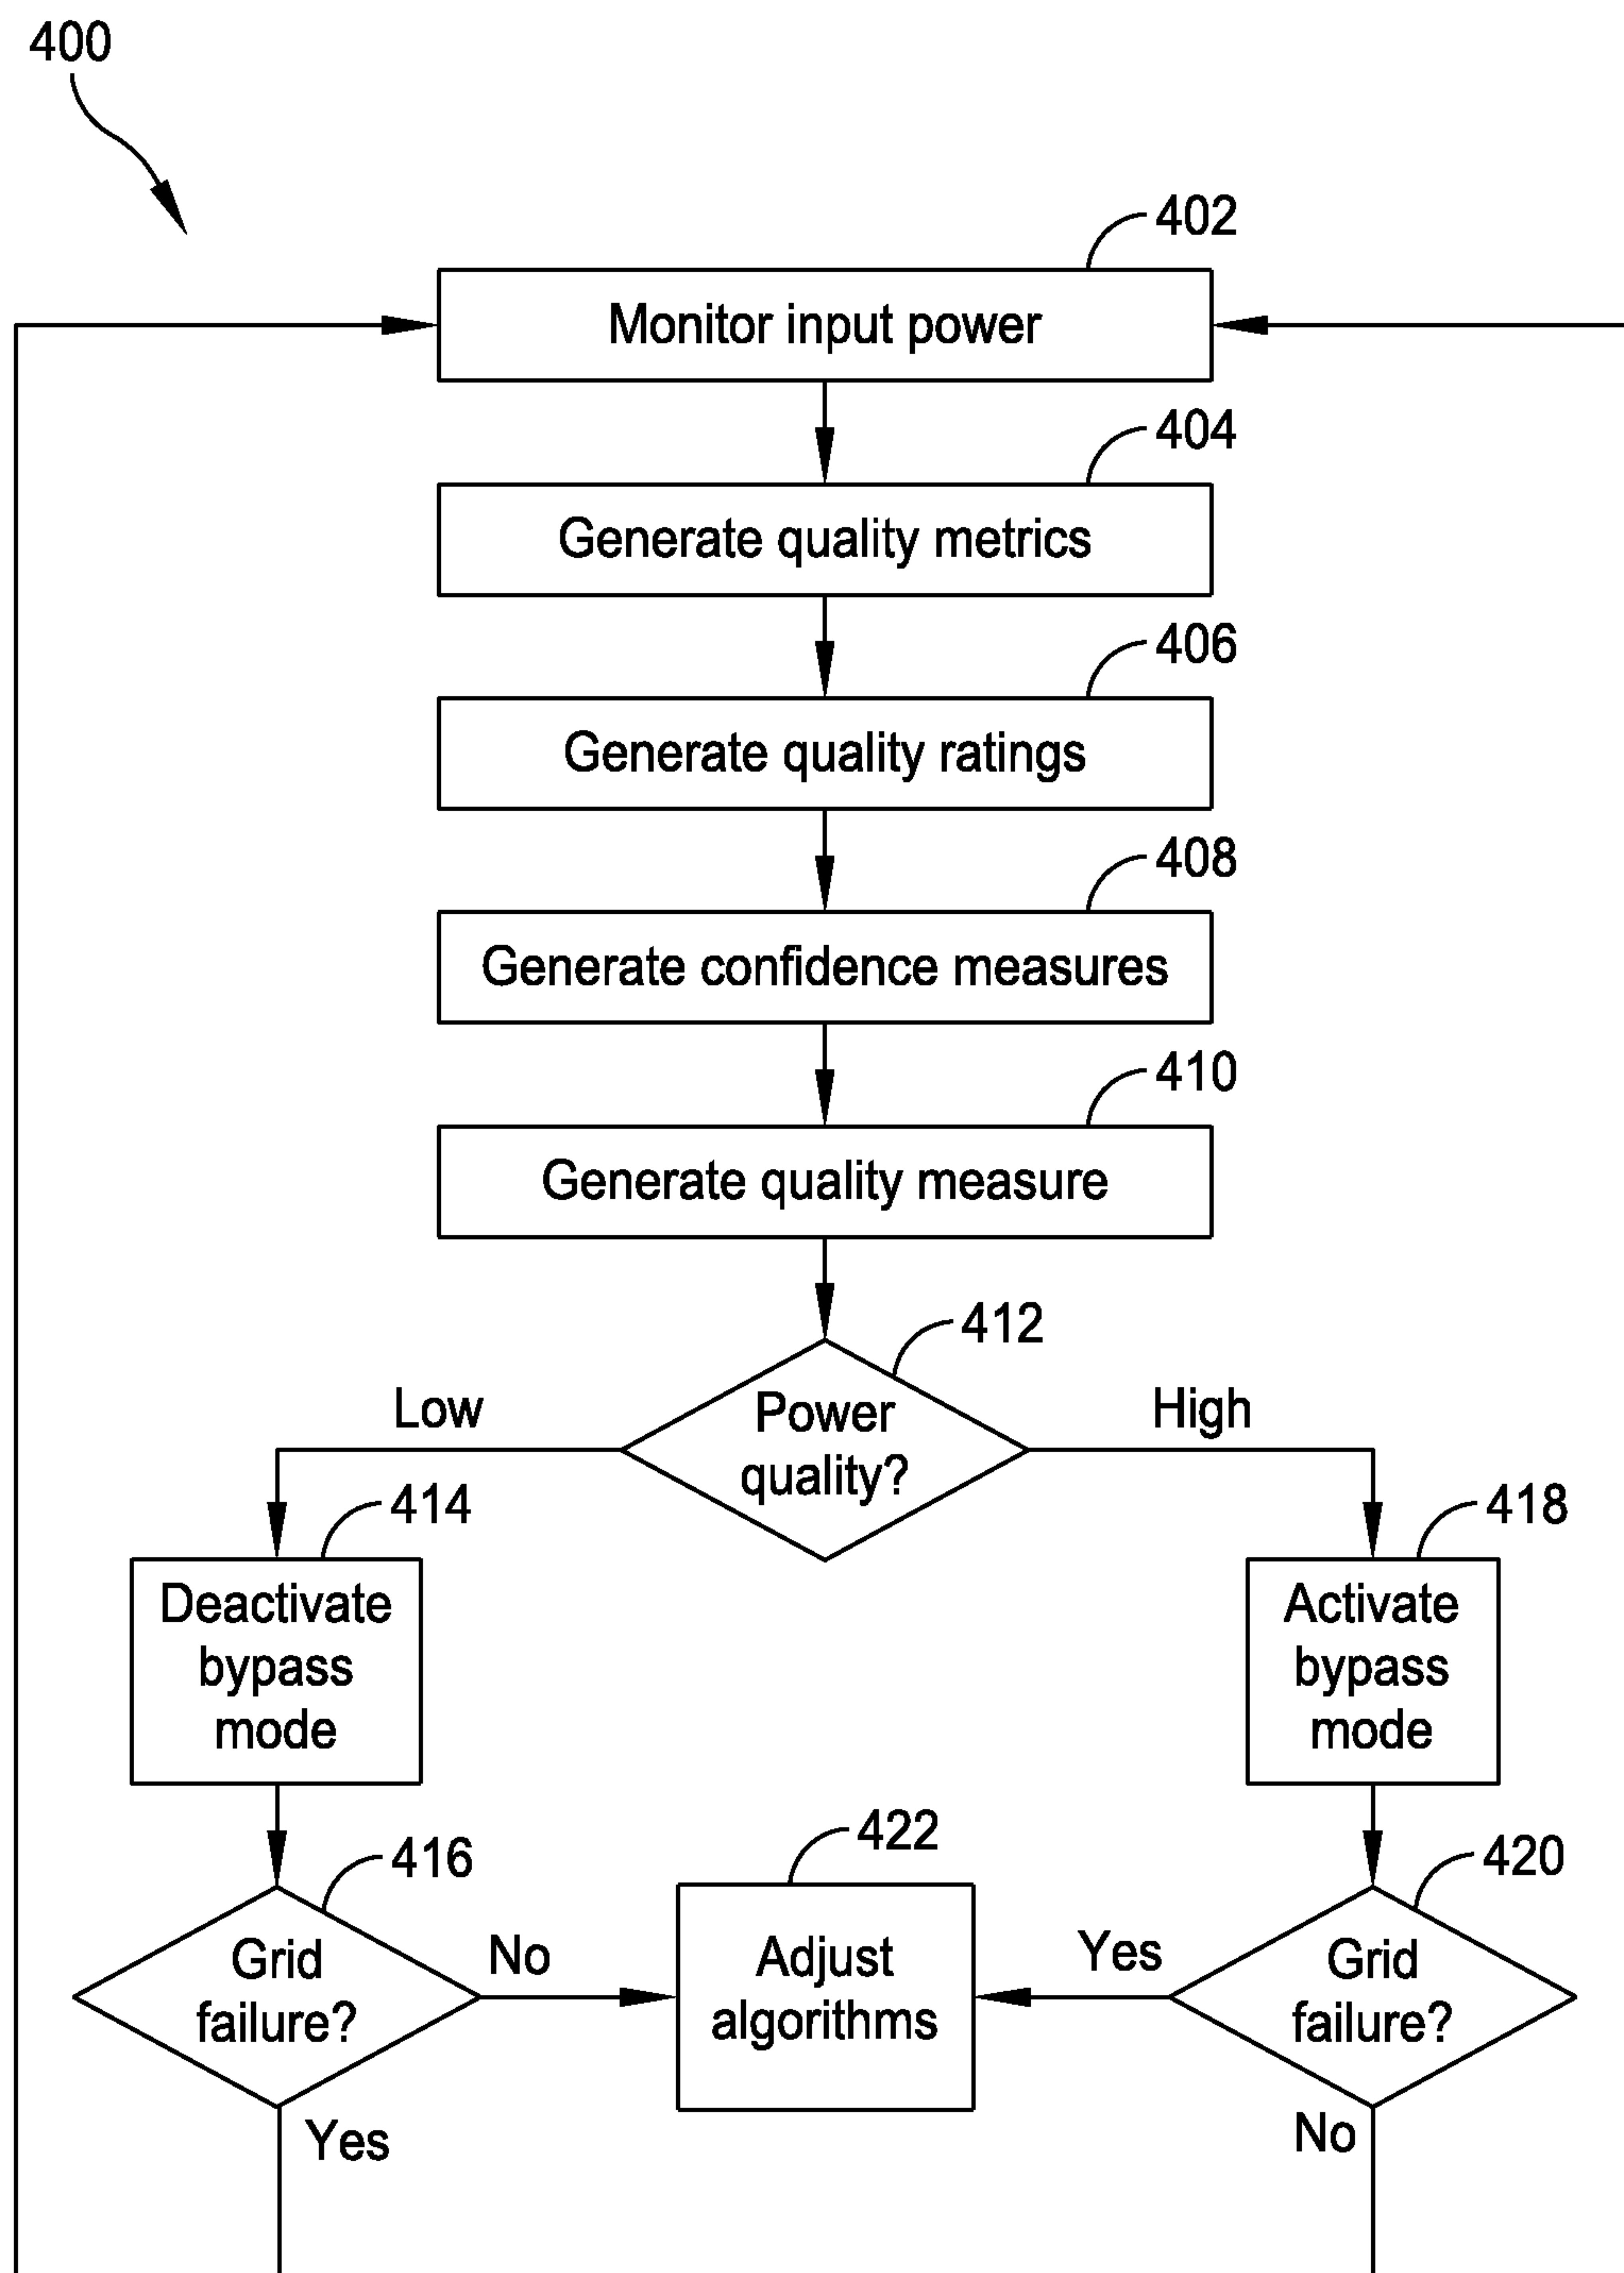 400
402
Monitor input power
404
Generate quality metrics
406
Generate quality ratings
408
Generate confidence measures
410
Generate quality measure
412
Power
quality?
Low
High
414
Deactivate
bypass
mode
418
Activate
bypass
mode
416
Grid
failure?
No
Yes
422
Adjust
algorithms
420
Grid
failure?
Yes
No